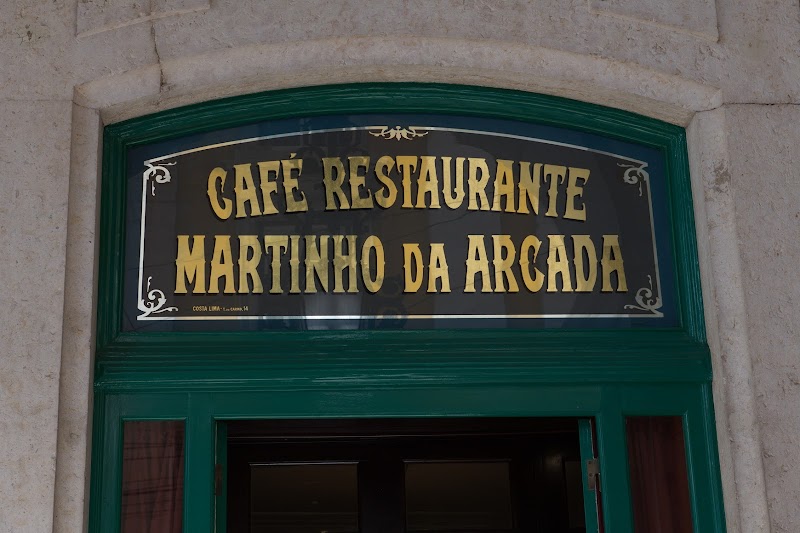 CAFÉ RESTAURANTE
MARTINHO DA ARCADA
COSTA LIMA